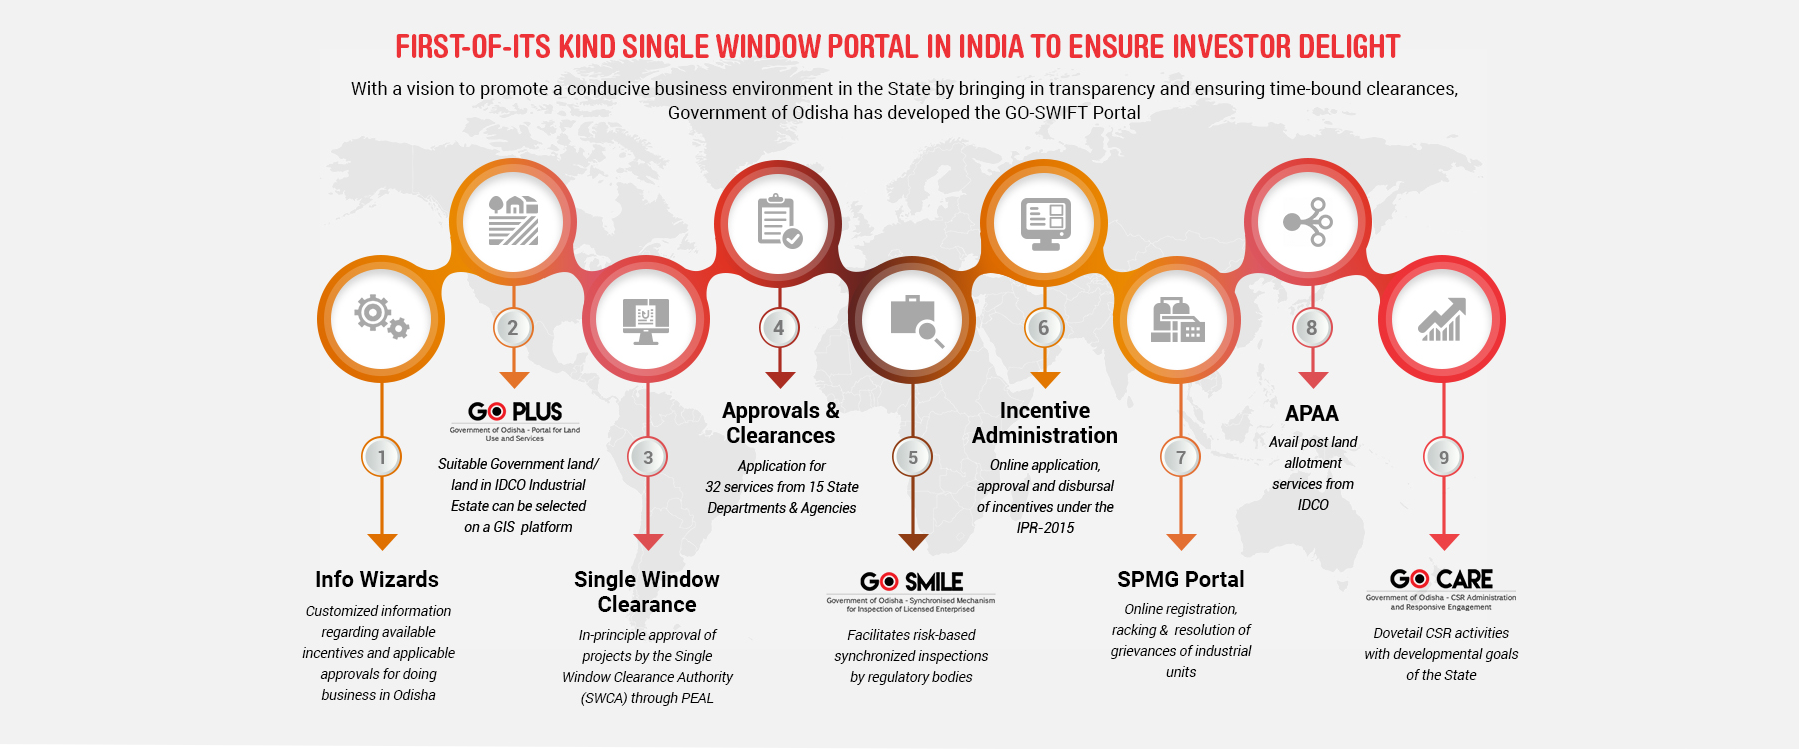 FIRST-OF-ITS KIND SINGLE WINDOW PORTAL IN INDIA TO ENSURE INVESTOR DELIGHT
With a vision to promote a conducive business environment in the State by bringing in transparency and ensuring time-bound clearances,
Government of Odisha has developed the GO-SWIFT Portal
1
Info Wizards
Customized information
regarding available
incentives and applicable
approvals for doing
business in Odisha
2
GO PLUS
Government of Odisha - Portal for Land
Use and Services
Suitable Government land/
land in IDCO Industrial
Estate can be selected
on a GIS platform
3
Single Window
Clearance
In-principle approval of
projects by the Single
Window Clearance Authority
(SWCA) through PEAL
4
Approvals &
Clearances
Application for
32 services from 15 State
Departments & Agencies
5
GO SMILE
Government of Odisha - Synchronised Mechanism
for Inspection of Licensed Enterprised
Facilitates risk-based
synchronized inspections
by regulatory bodies
6
Incentive
Administration
Online application,
approval and disbursal
of incentives under the
IPR-2015
7
SPMG Portal
Online registration,
racking & resolution of
grievances of industrial
units
8
APAA
Avail post land
allotment
services from
IDCO
9
GO CARE
Government of Odisha - CSR Administration
and Responsive Engagement
Dovetail CSR activities
with developmental goals
of the State